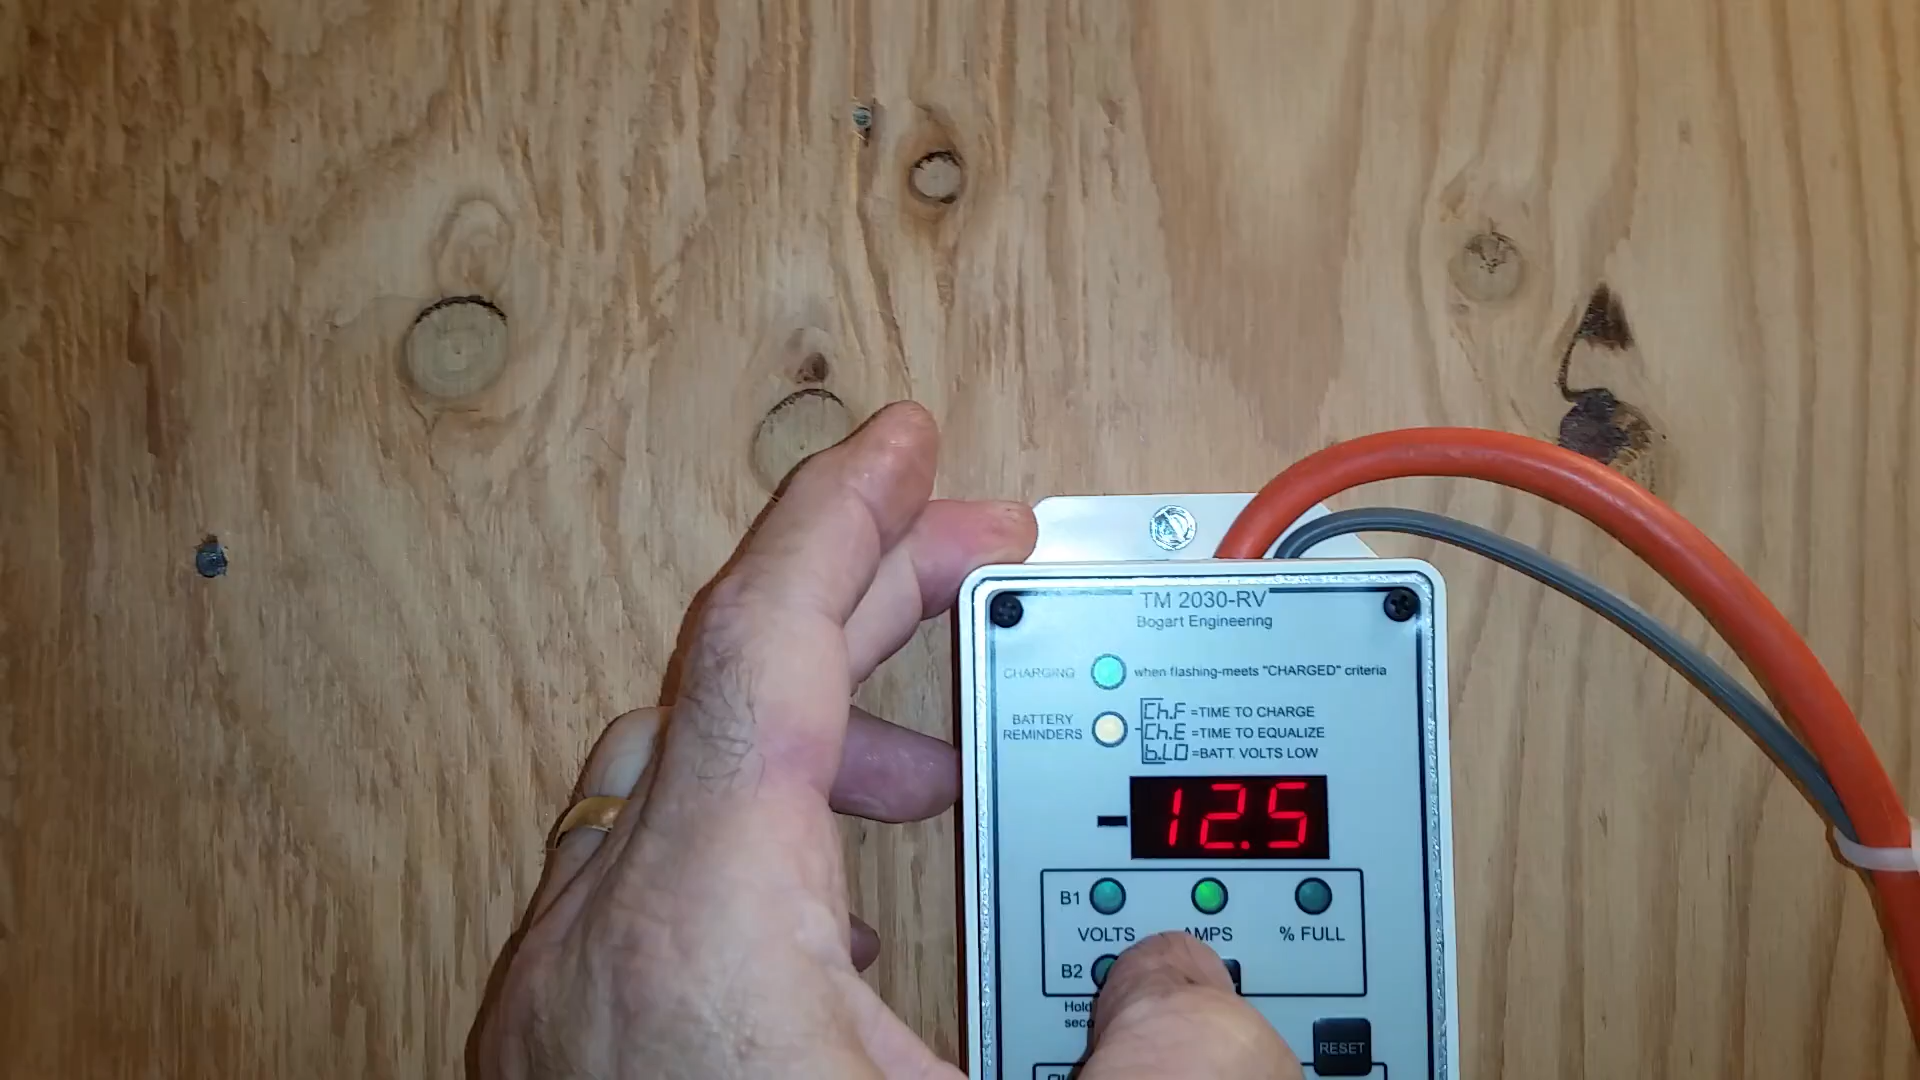 TM 2030-RV
Bogart Engineering
CHARGING when flashing-meets "CHARGED" criteria
BATTERY REMINDERS
Ch.F =TIME TO CHARGE
Ch.E =TIME TO EQUALIZE
b.LO =BATT. VOLTS LOW
12.5
B1
VOLTS AMPS % FULL
B2
Hold
RESET